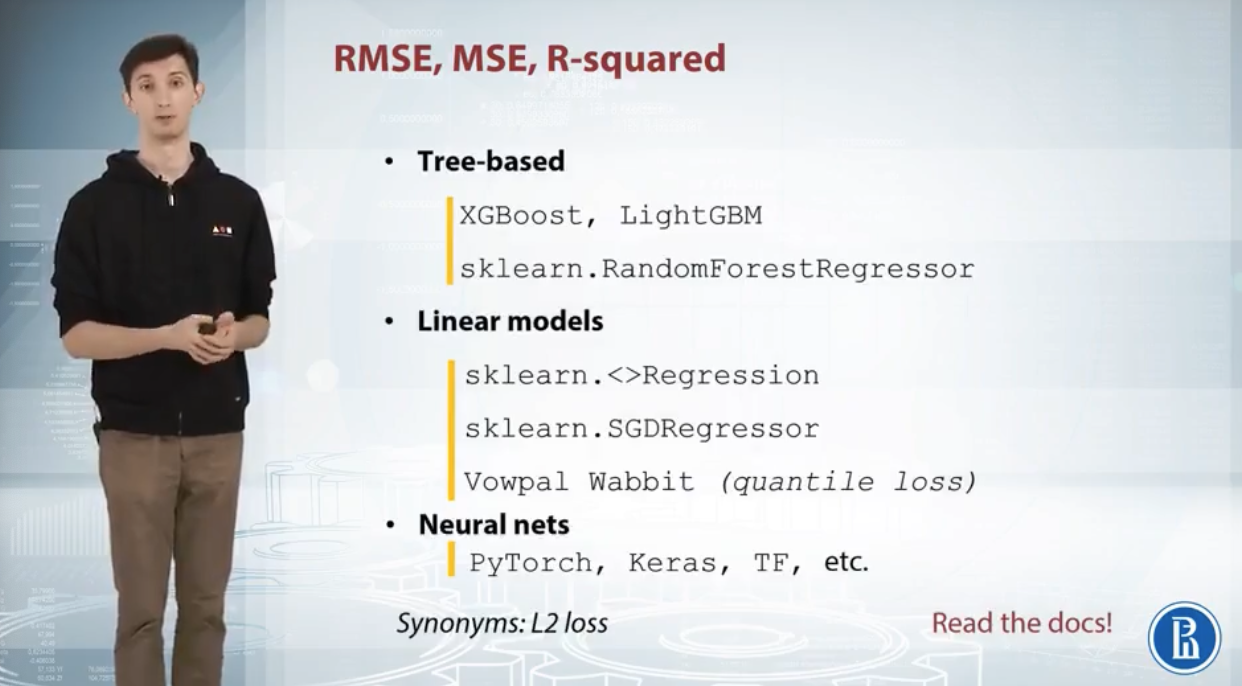 RMSE, MSE, R-squared
• Tree-based
XGBoost, LightGBM
sklearn.RandomForestRegressor
• Linear models
sklearn.<>Regression
sklearn.SGDRegressor
Vowpal Wabbit (quantile loss)
• Neural nets
PyTorch, Keras, TF, etc.
Synonyms: L2 loss
Read the docs!